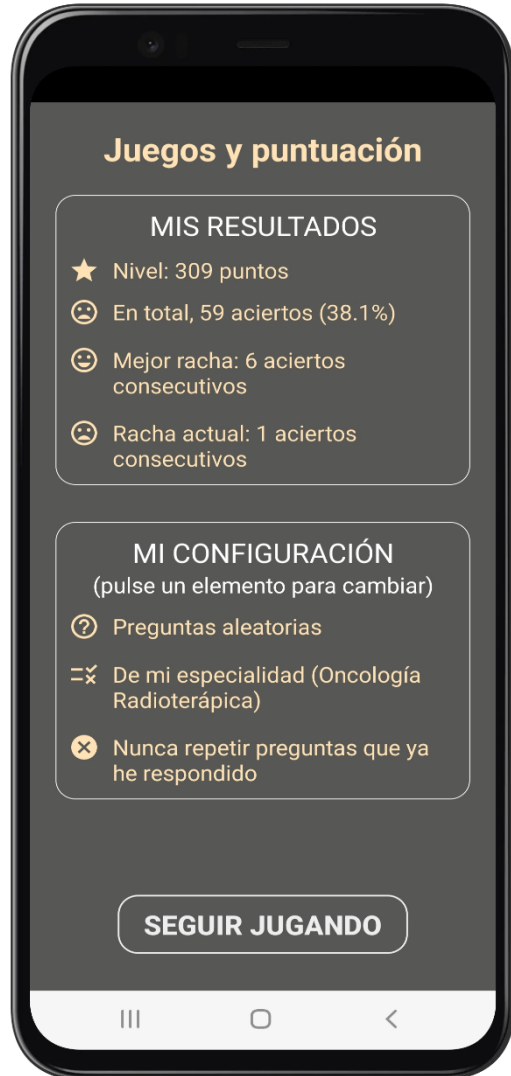 Juegos y puntuación
MIS RESULTADOS
Nivel: 309 puntos
En total, 59 aciertos (38.1%)
Mejor racha: 6 aciertos
consecutivos
Racha actual: 1 aciertos
consecutivos
MI CONFIGURACIÓN
(pulse un elemento para cambiar)
Preguntas aleatorias
De mi especialidad (Oncología
Radioterápica)
Nunca repetir preguntas que ya
he respondido
SEGUIR JUGANDO